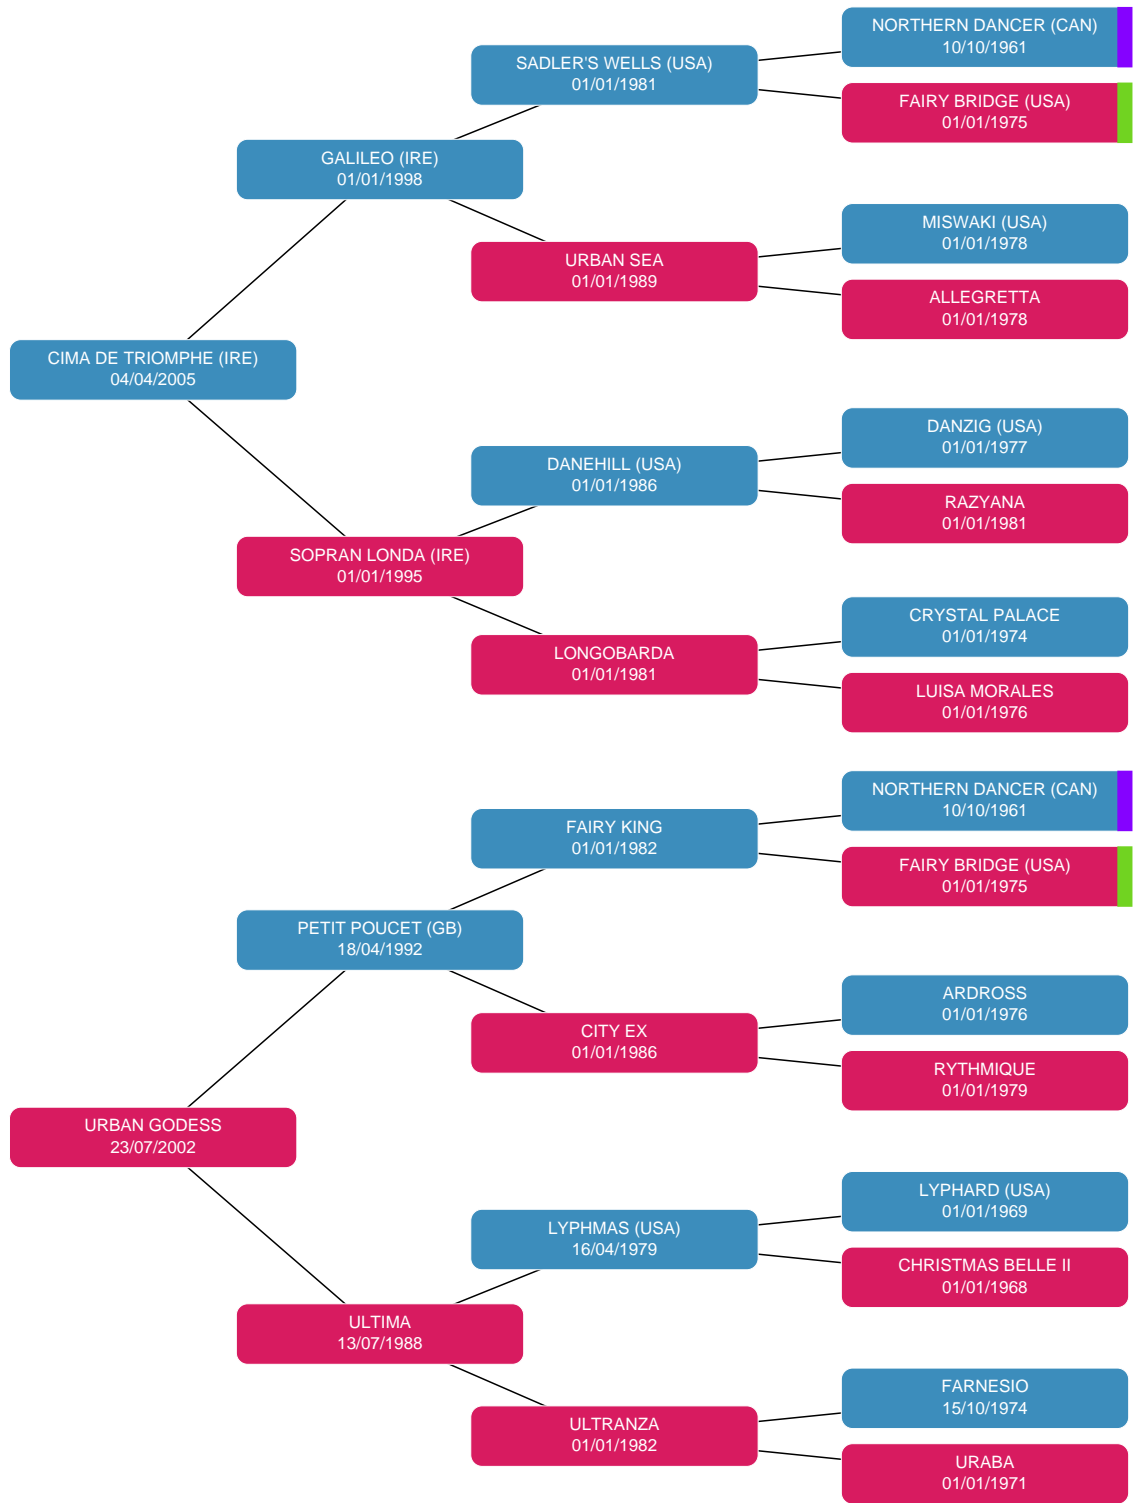 NORTHERN DANCER (CAN)
10/10/1961
SADLER'S WELLS (USA)
01/01/1981
FAIRY BRIDGE (USA)
01/01/1975
GALILEO (IRE)
01/01/1998
MISWAKI (USA)
01/01/1978
URBAN SEA
01/01/1989
ALLEGRETTA
01/01/1978
CIMA DE TRIOMPHE (IRE)
04/04/2005
DANZIG (USA)
01/01/1977
DANEHILL (USA)
01/01/1986
RAZYANA
01/01/1981
SOPRAN LONDA (IRE)
01/01/1995
CRYSTAL PALACE
01/01/1974
LONGOBARDA
01/01/1981
LUISA MORALES
01/01/1976
NORTHERN DANCER (CAN)
10/10/1961
FAIRY KING
01/01/1982
FAIRY BRIDGE (USA)
01/01/1975
PETIT POUCET (GB)
18/04/1992
ARDROSS
01/01/1976
CITY EX
01/01/1986
RYTHMIQUE
01/01/1979
URBAN GODESS
23/07/2002
LYPHARD (USA)
01/01/1969
LYPHMAS (USA)
16/04/1979
CHRISTMAS BELLE II
01/01/1968
ULTIMA
13/07/1988
FARNESIO
15/10/1974
ULTRANZA
01/01/1982
URABA
01/01/1971